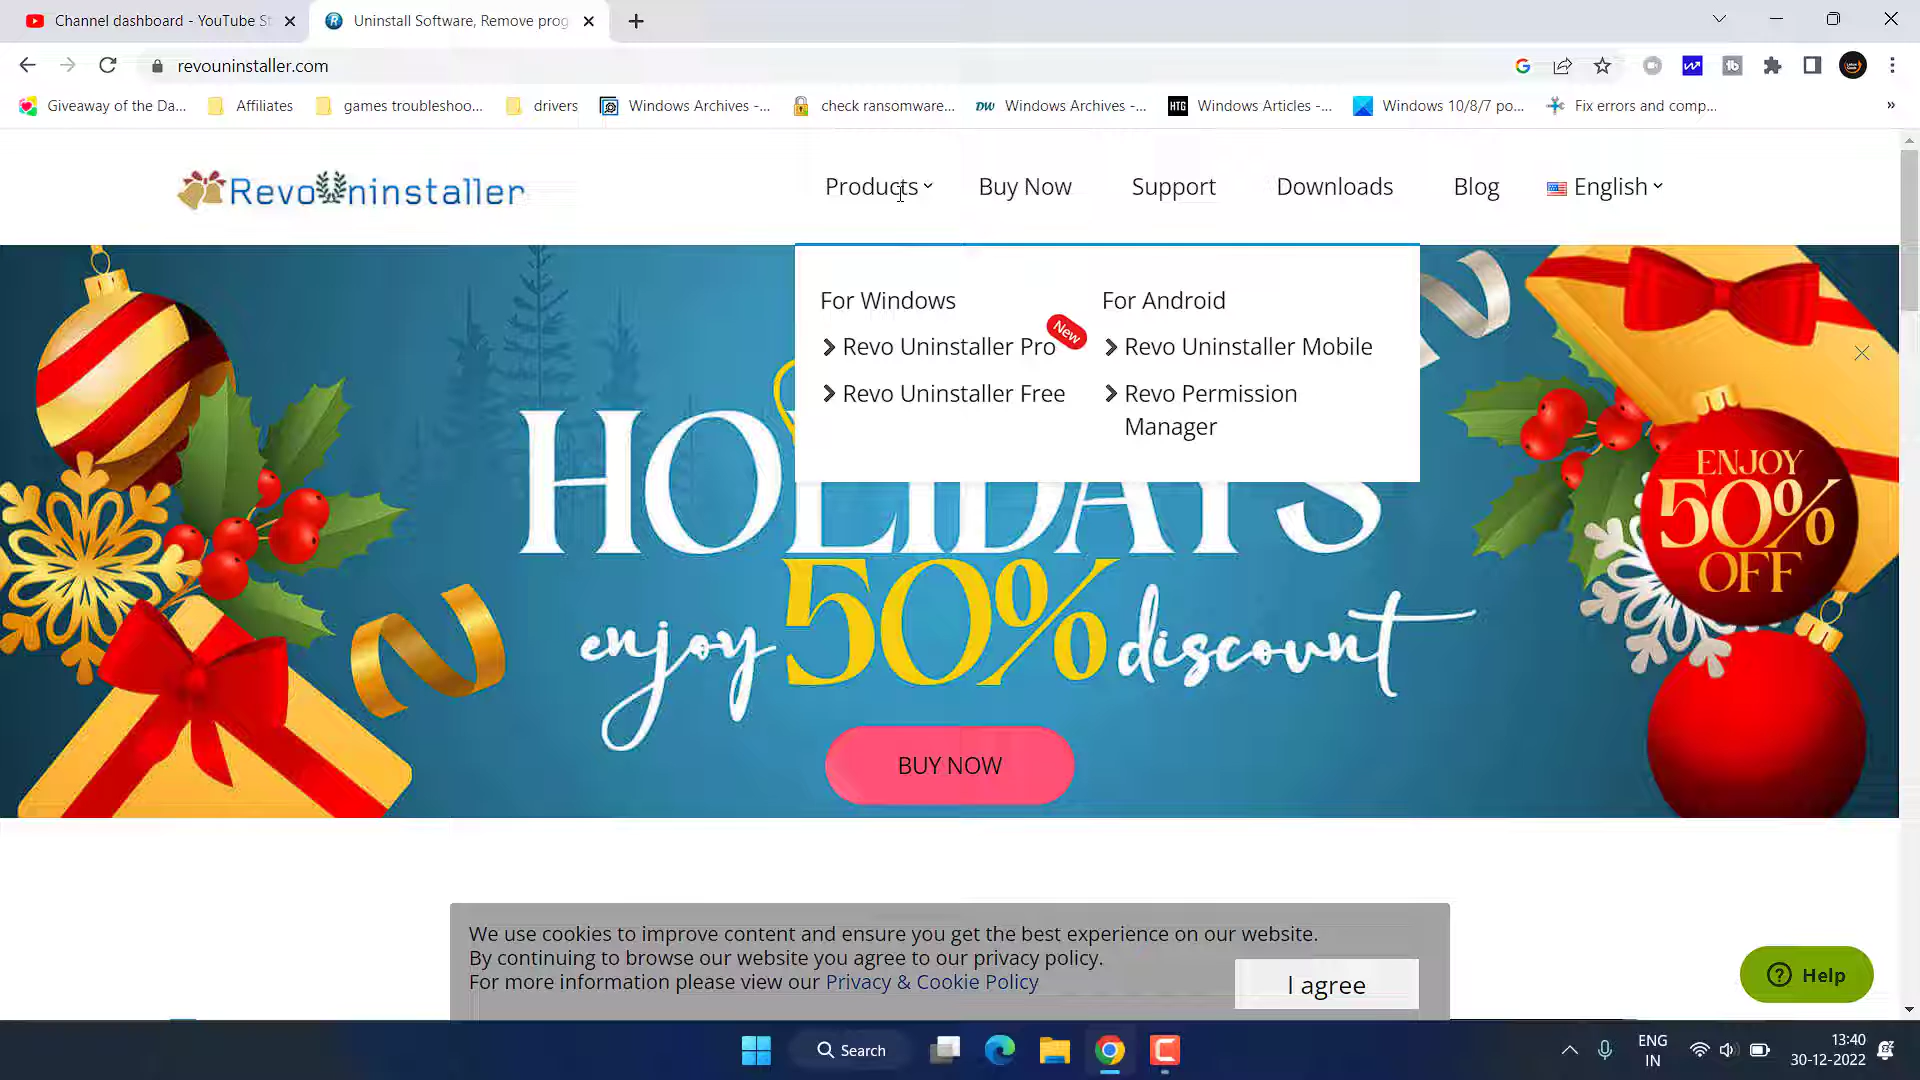 Channel dashboard - YouTube St
Uninstall Software, Remove prog
revouninstaller.com
Giveaway of the Da...
Affiliates
games troubleshoo...
drivers
Windows Archives -...
check ransomware...
DW
Windows Archives -...
HTG
Windows Articles -...
Windows 10/8/7 po...
Fix errors and comp...
»
Revo Uninstaller
Products
Buy Now
Support
Downloads
Blog
English
For Windows
For Android
Revo Uninstaller Pro
New
Revo Uninstaller Mobile
Revo Uninstaller Free
Revo Permission
Manager
HOLIDAYS
enjoy 50% discount
BUY NOW
ENJOY
50%
OFF
We use cookies to improve content and ensure you get the best experience on our website.
By continuing to browse our website you agree to our privacy policy.
For more information please view our Privacy & Cookie Policy
I agree
Help
Search
ENG
IN
13:40
30-12-2022